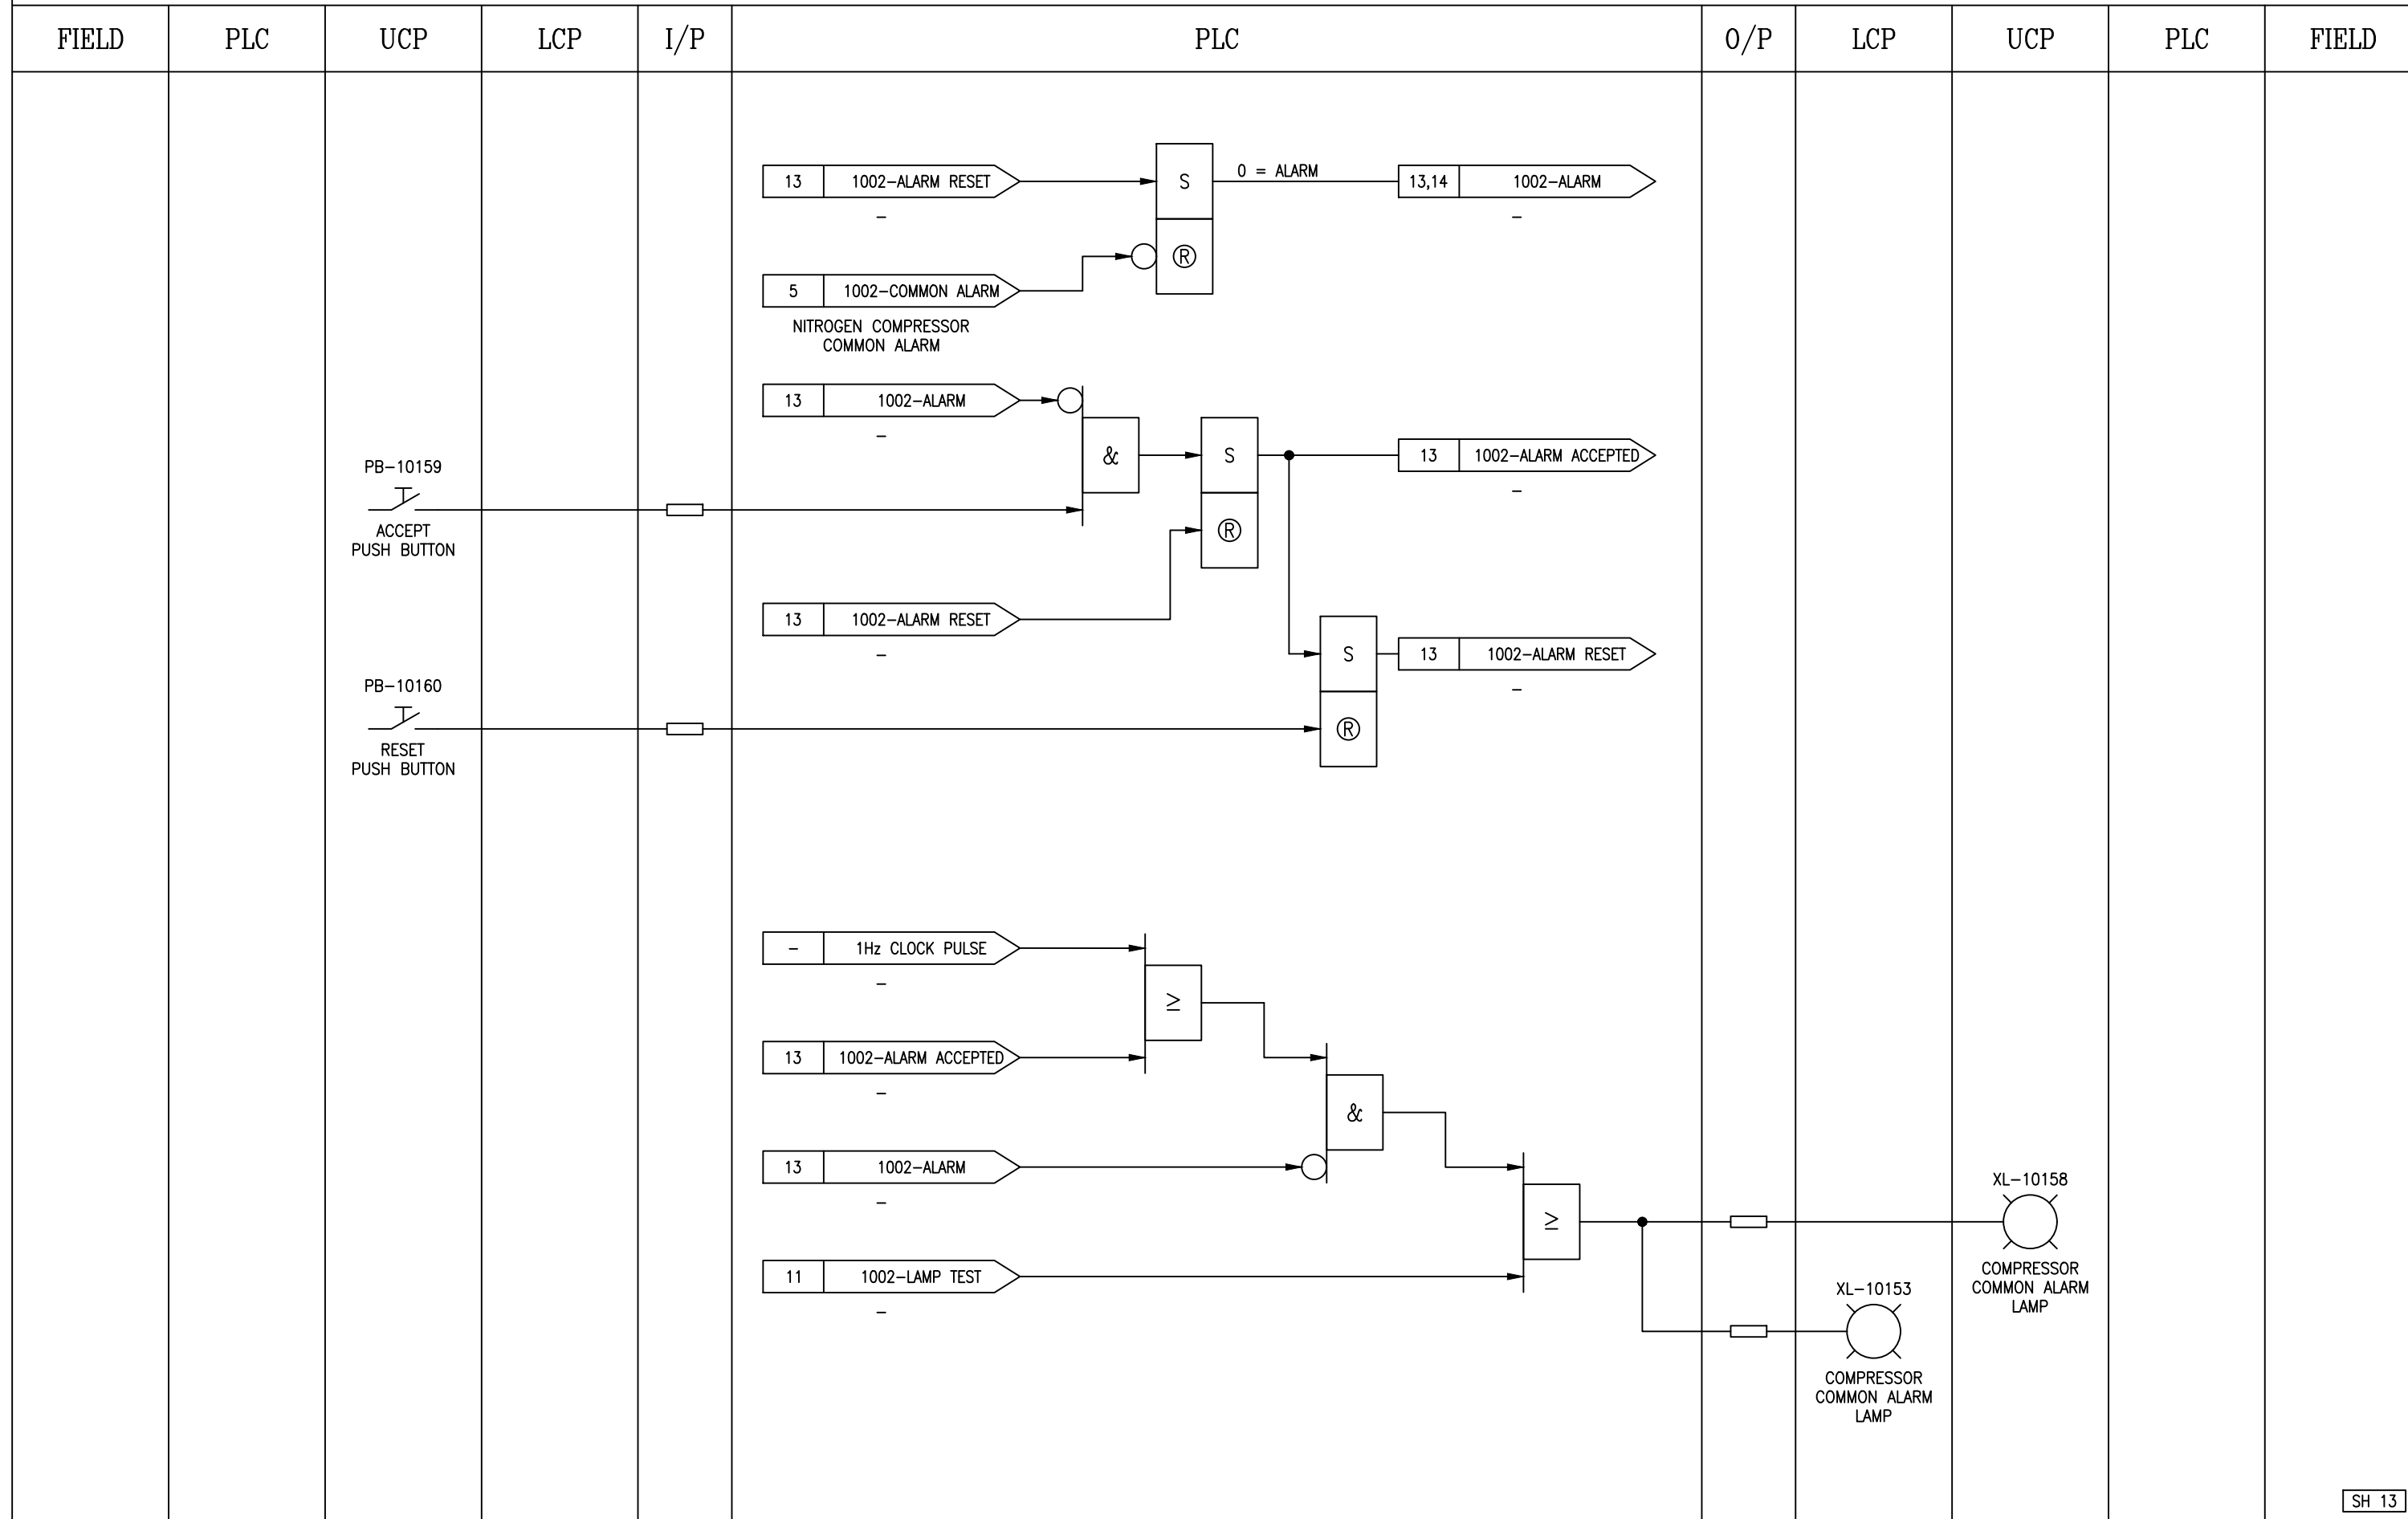 FIELD
PLC
UCP
LCP
I/P
PLC
O/P
LCP
UCP
PLC
FIELD
13 1002-ALARM RESET
-
S
Ⓡ
0 = ALARM
13,14 1002-ALARM
-
5 1002-COMMON ALARM
NITROGEN COMPRESSOR
COMMON ALARM
13 1002-ALARM
-
&
S
Ⓡ
13 1002-ALARM ACCEPTED
-
PB-10159
ACCEPT
PUSH BUTTON
13 1002-ALARM RESET
-
S
Ⓡ
13 1002-ALARM RESET
-
PB-10160
RESET
PUSH BUTTON
- 1Hz CLOCK PULSE
-
≥
13 1002-ALARM ACCEPTED
-
&
13 1002-ALARM
-
≥
11 1002-LAMP TEST
-
XL-10158
COMPRESSOR
COMMON ALARM
LAMP
XL-10153
COMPRESSOR
COMMON ALARM
LAMP
SH 13